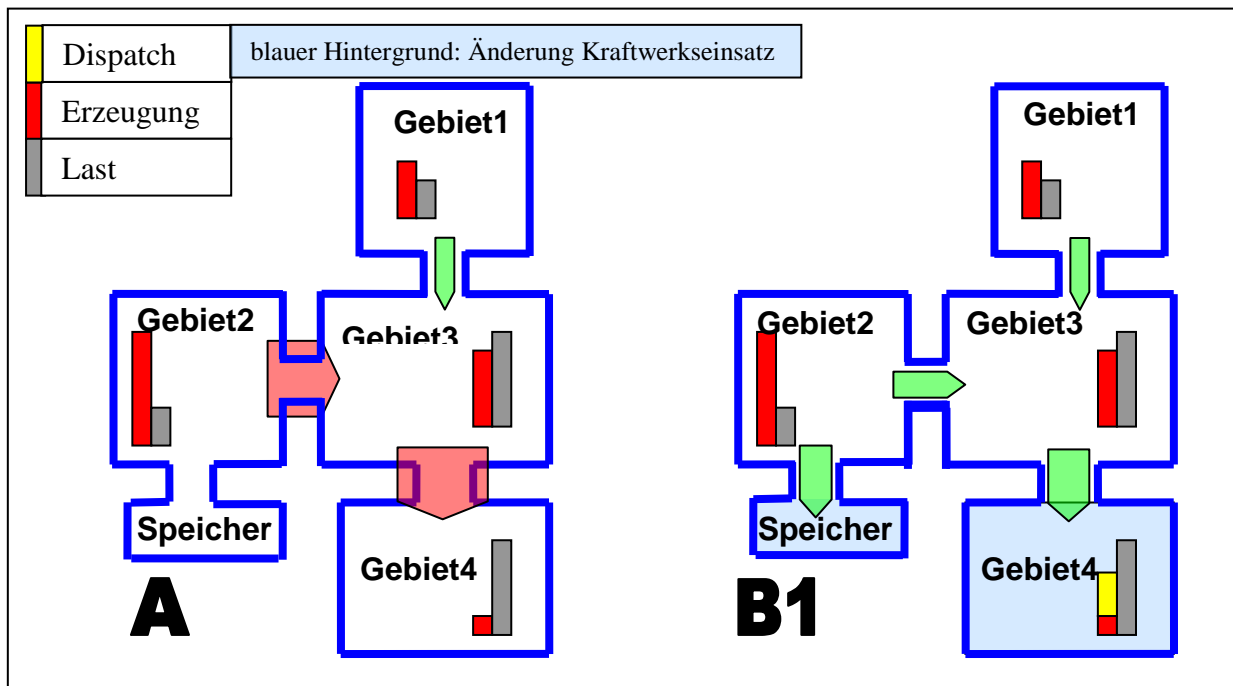 Dispatch
blauer Hintergrund: Änderung Kraftwerkseinsatz
Erzeugung
Last
Gebiet1
Gebiet2
Gebiet3
Speicher
Gebiet4
A
Gebiet1
Gebiet2
Gebiet3
Speicher
Gebiet4
B1